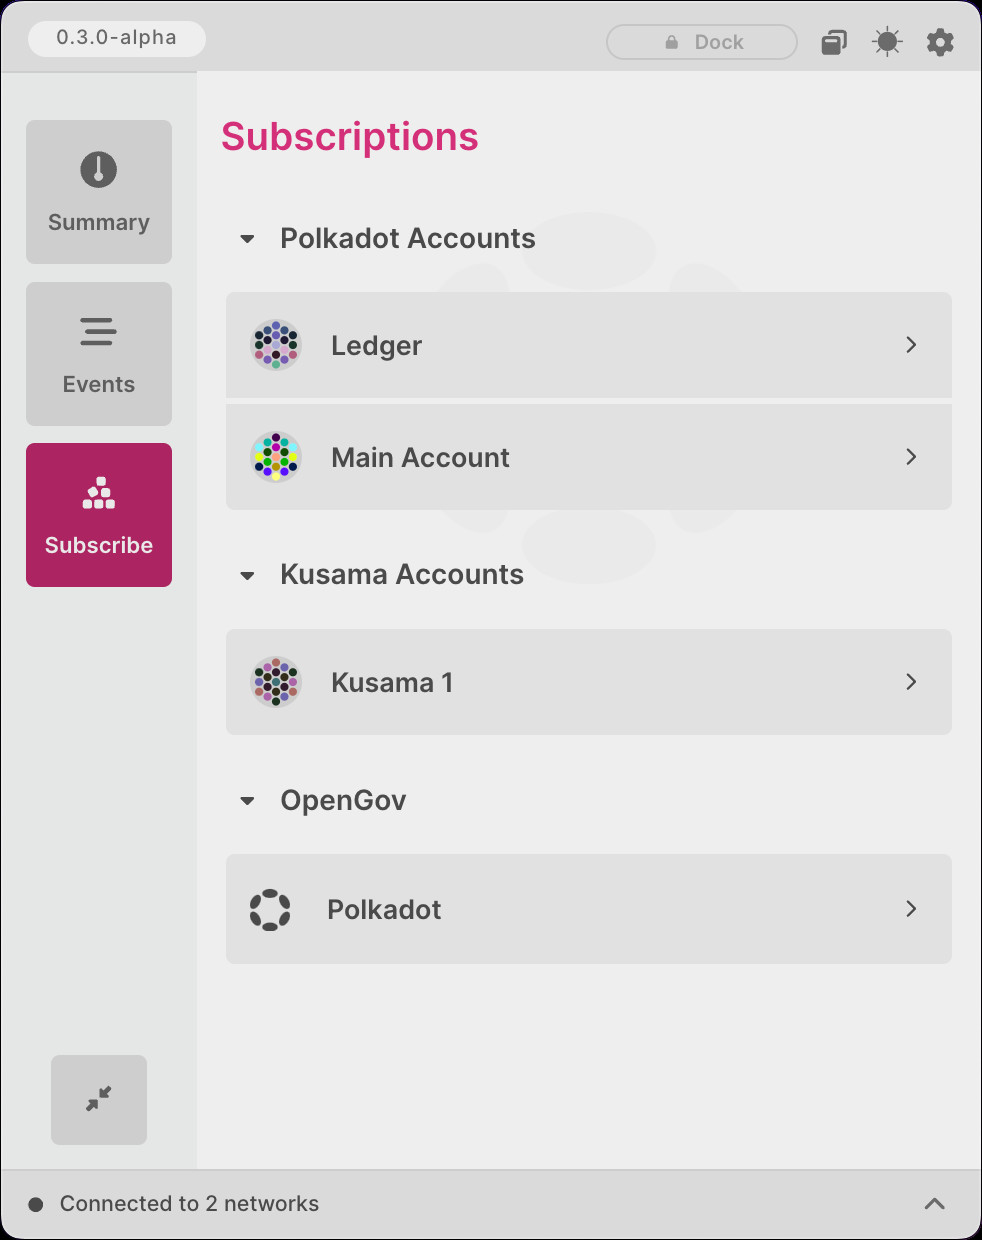 0.3.0-alpha
Dock
Summary
Events
Subscribe
Subscriptions
Polkadot Accounts
Ledger
Main Account
Kusama Accounts
Kusama 1
OpenGov
Polkadot
Connected to 2 networks